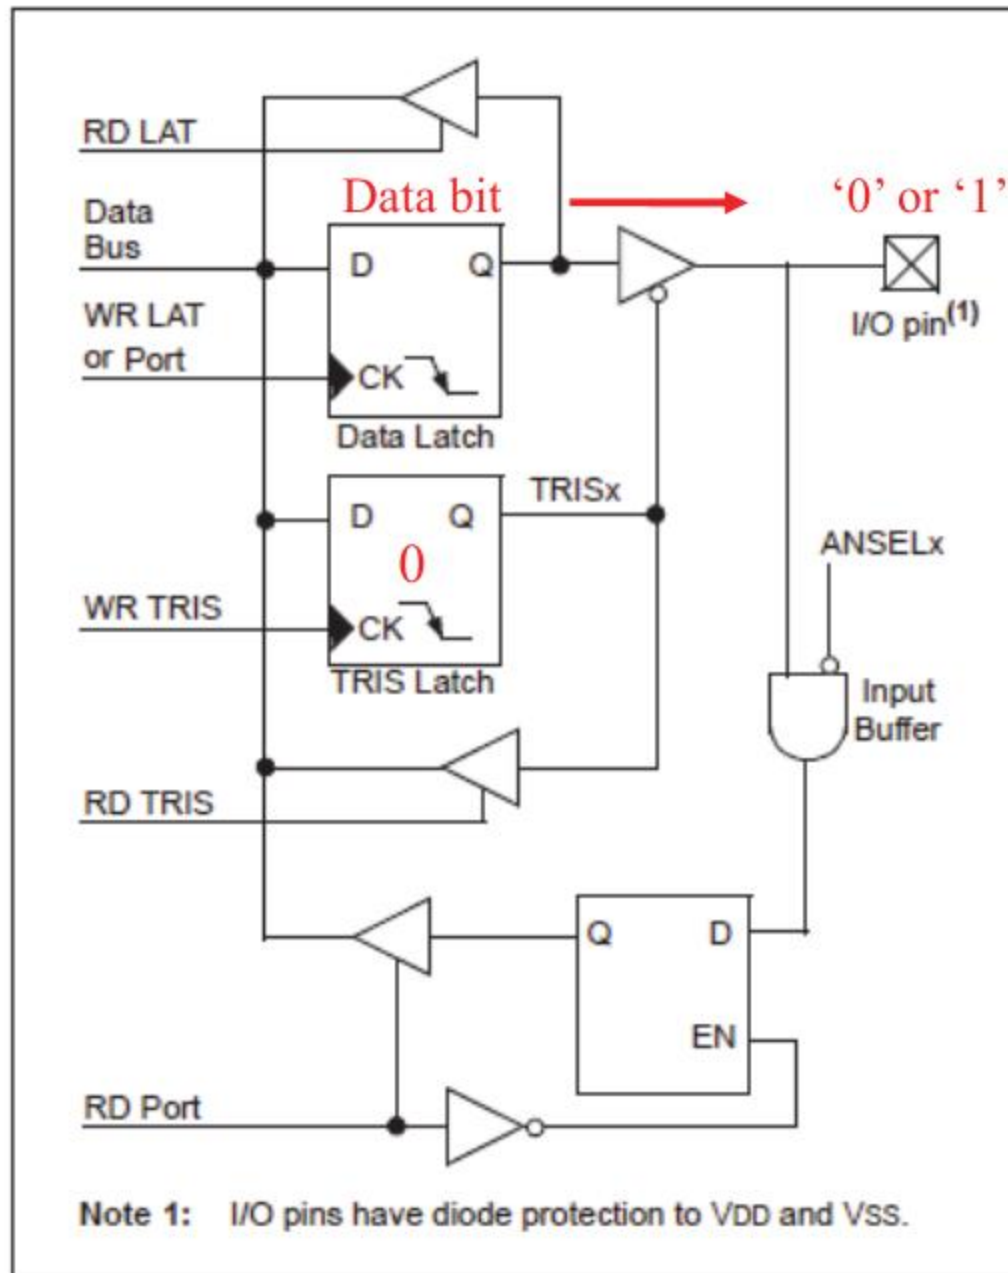 RD LAT
Data bit
'0' or '1'
Data
Bus
D Q
I/O pin(1)
WR LAT
or Port
CK
Data Latch
TRISx
D Q
ANSELx
0
WR TRIS
CK
TRIS Latch
Input
Buffer
RD TRIS
Q D
EN
RD Port
Note 1: I/O pins have diode protection to VDD and VSS.